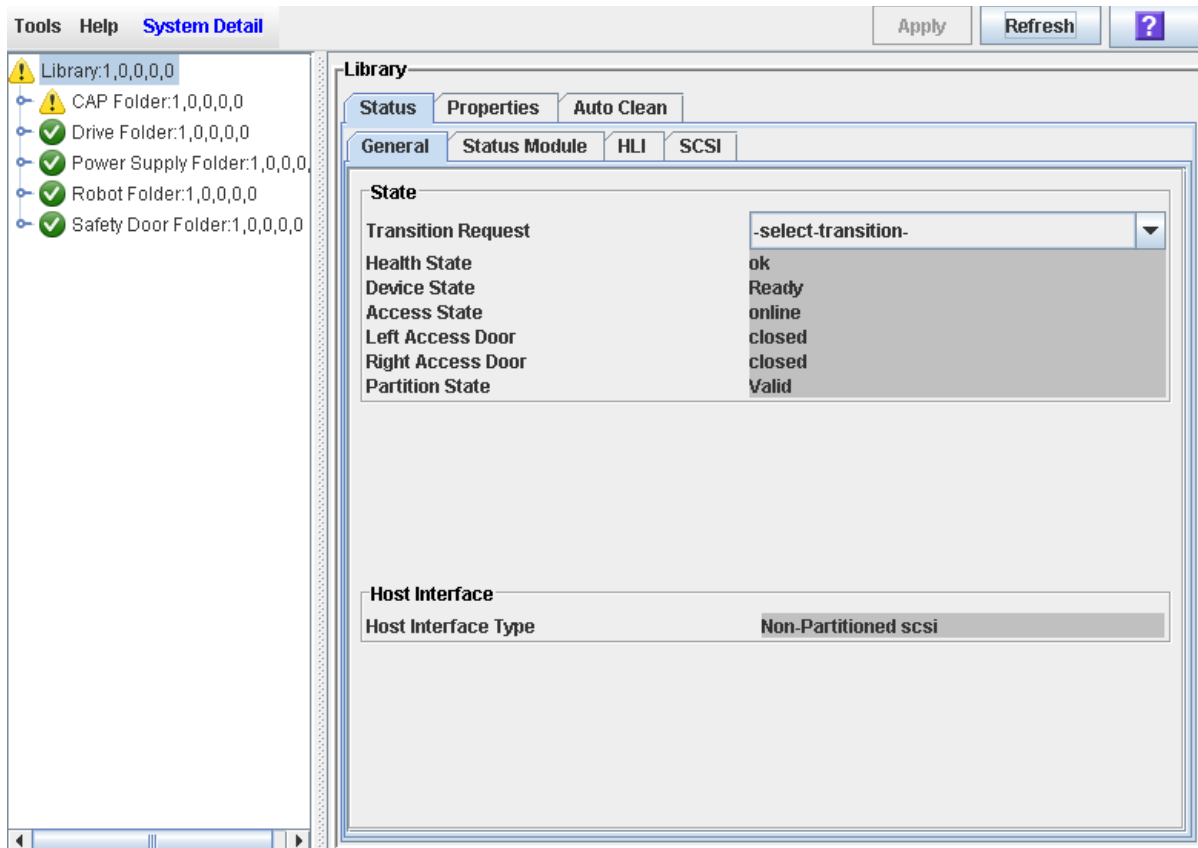 Tools Help System Detail Apply Refresh ?
Library:1,0,0,0,0
CAP Folder:1,0,0,0,0
Drive Folder:1,0,0,0,0
Power Supply Folder:1,0,0,0,
Robot Folder:1,0,0,0,0
Safety Door Folder:1,0,0,0,0
Library
Status Properties Auto Clean
General Status Module HLI SCSI
State
Transition Request -select-transition-
Health State ok
Device State Ready
Access State online
Left Access Door closed
Right Access Door closed
Partition State Valid
Host Interface
Host Interface Type Non-Partitioned scsi